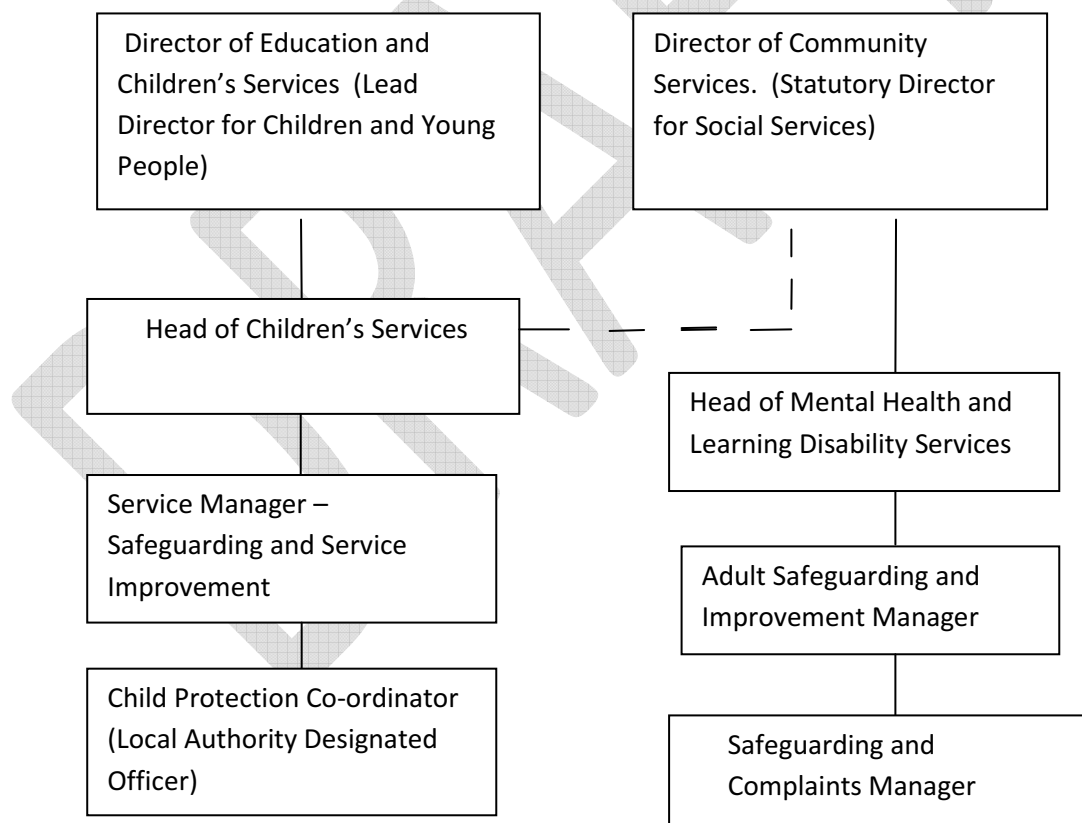 Director of Education and
Children’s Services (Lead
Director for Children and Young
People)
Director of Community
Services. (Statutory Director
for Social Services)
Head of Children’s Services
Head of Mental Health and
Learning Disability Services
Service Manager –
Safeguarding and Service
Improvement
Adult Safeguarding and
Improvement Manager
Child Protection Co-ordinator
(Local Authority Designated
Officer)
Safeguarding and
Complaints Manager